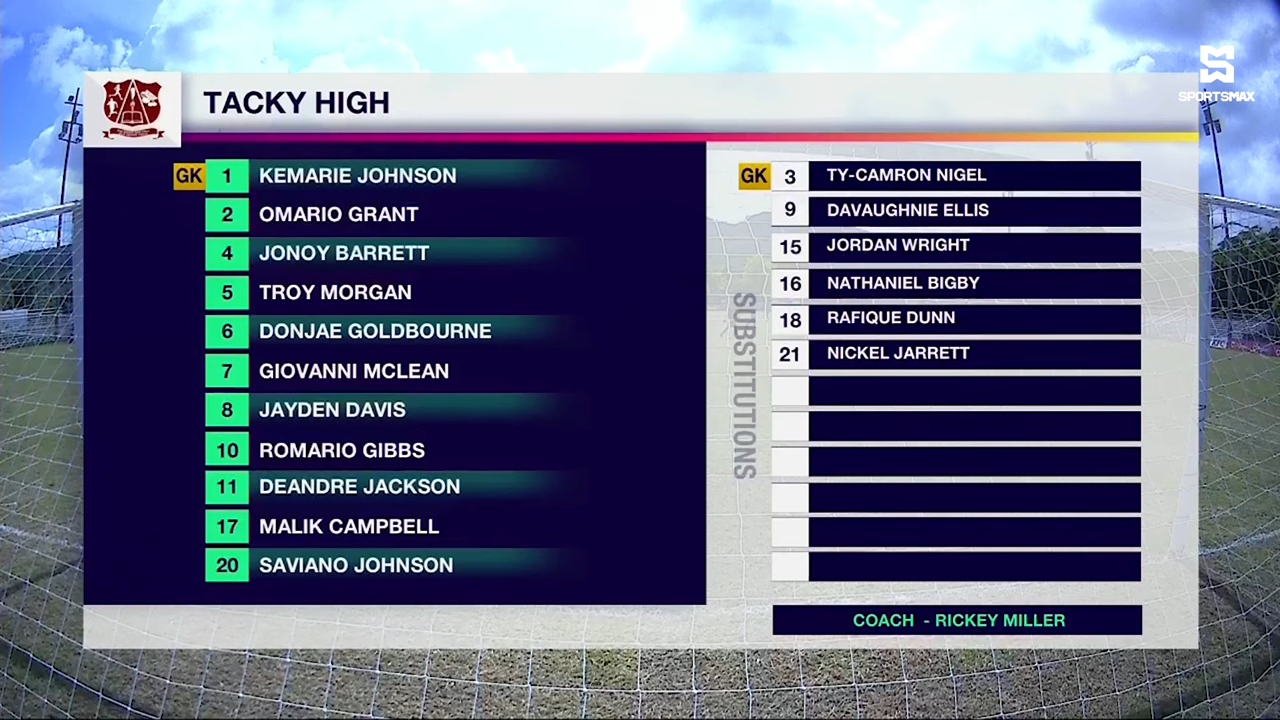 SPORTSMAX
TACKY HIGH
GK 1 KEMARIE JOHNSON
2 OMARIO GRANT
4 JONOY BARRETT
5 TROY MORGAN
6 DONJAE GOLDBOURNE
7 GIOVANNI MCLEAN
8 JAYDEN DAVIS
10 ROMARIO GIBBS
11 DEANDRE JACKSON
17 MALIK CAMPBELL
20 SAVIANO JOHNSON
SUBSTITUTIONS
GK 3 TY-CAMRON NIGEL
9 DAVAUGHNIE ELLIS
15 JORDAN WRIGHT
16 NATHANIEL BIGBY
18 RAFIQUE DUNN
21 NICKEL JARRETT
COACH - RICKEY MILLER